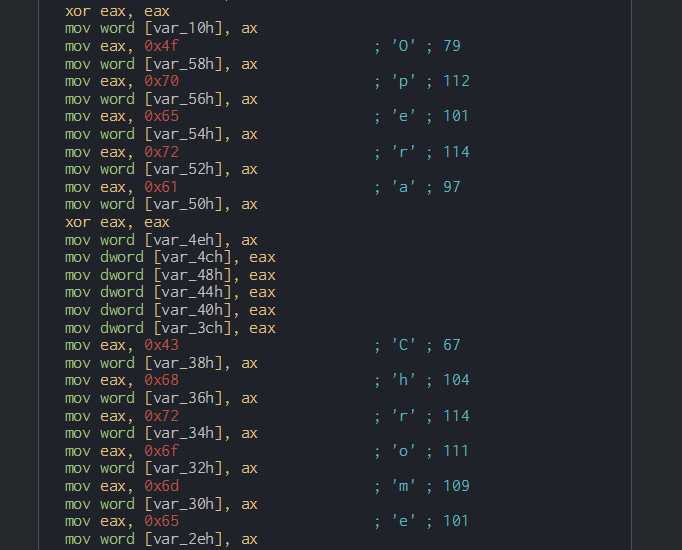 xor eax, eax
mov word [var_10h], ax
mov eax, 0x4f ; 'O' ; 79
mov word [var_58h], ax
mov eax, 0x70 ; 'p' ; 112
mov word [var_56h], ax
mov eax, 0x65 ; 'e' ; 101
mov word [var_54h], ax
mov eax, 0x72 ; 'r' ; 114
mov word [var_52h], ax
mov eax, 0x61 ; 'a' ; 97
mov word [var_50h], ax
xor eax, eax
mov word [var_4eh], ax
mov dword [var_4ch], eax
mov dword [var_48h], eax
mov dword [var_44h], eax
mov dword [var_40h], eax
mov dword [var_3ch], eax
mov eax, 0x43 ; 'C' ; 67
mov word [var_38h], ax
mov eax, 0x68 ; 'h' ; 104
mov word [var_36h], ax
mov eax, 0x72 ; 'r' ; 114
mov word [var_34h], ax
mov eax, 0x6f ; 'o' ; 111
mov word [var_32h], ax
mov eax, 0x6d ; 'm' ; 109
mov word [var_30h], ax
mov eax, 0x65 ; 'e' ; 101
mov word [var_2eh], ax